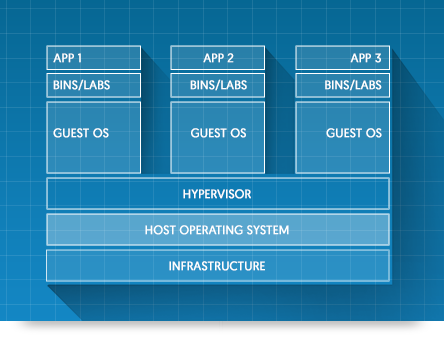 APP 1 APP 2 APP 3
BINS/LABS BINS/LABS BINS/LABS
GUEST OS GUEST OS GUEST OS
HYPERVISOR
HOST OPERATING SYSTEM
INFRASTRUCTURE